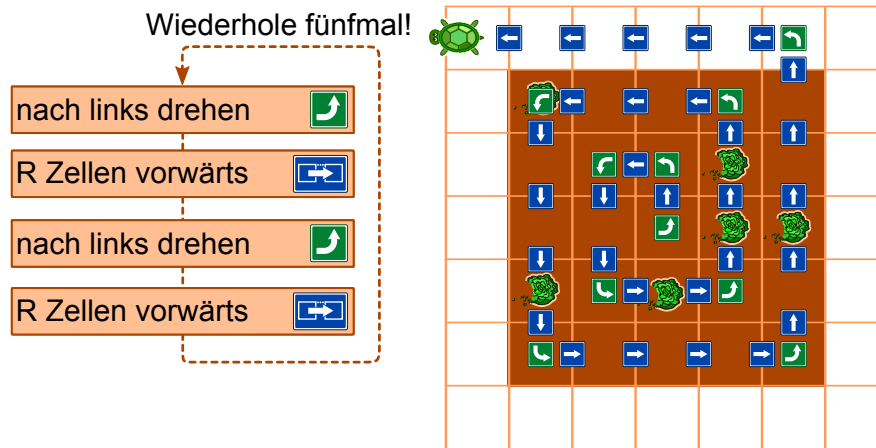 Wiederhole fünfmal!
nach links drehen
R Zellen vorwärts
nach links drehen
R Zellen vorwärts